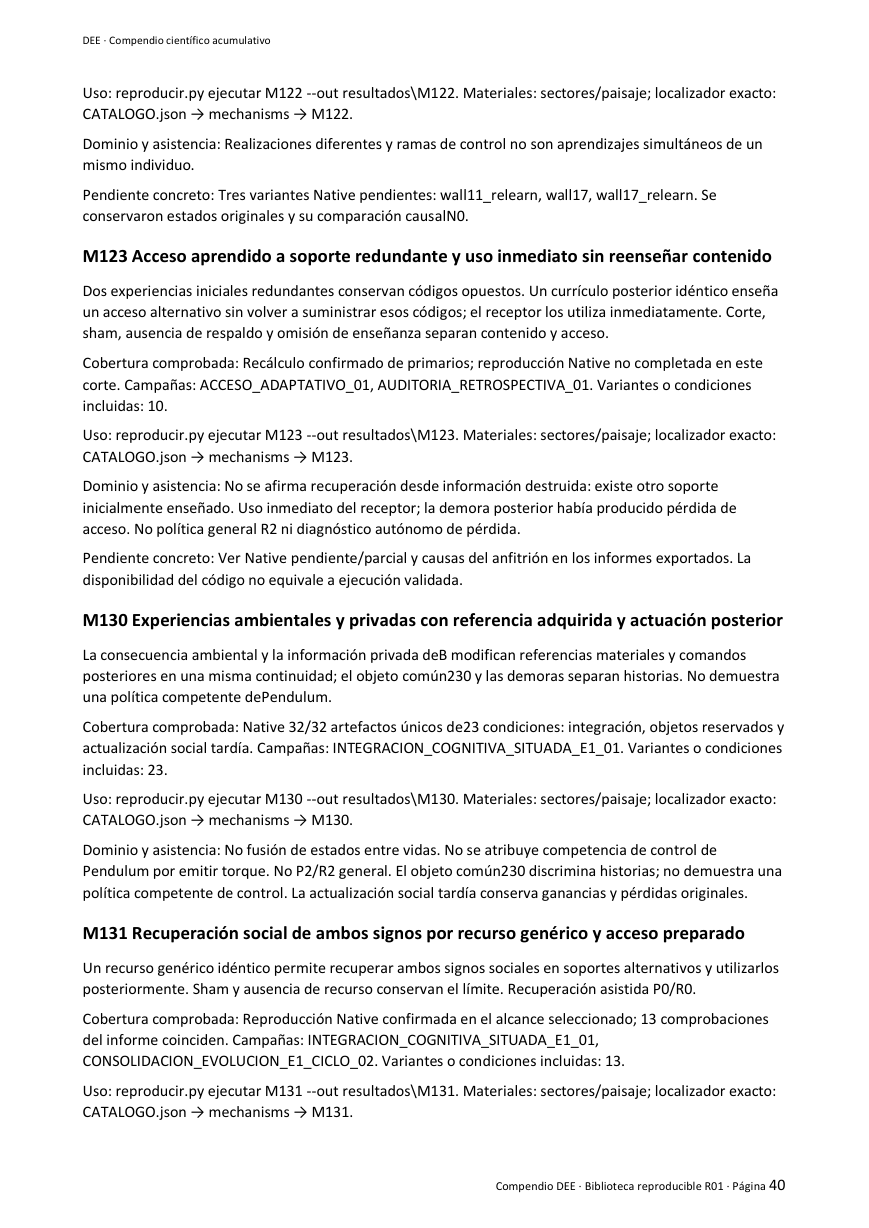 DEE · Compendio científico acumulativo
Uso: reproducir.py ejecutar M122 --out resultados\M122. Materiales: sectores/paisaje; localizador exacto:
CATALOGO.json → mechanisms → M122.
Dominio y asistencia: Realizaciones diferentes y ramas de control no son aprendizajes simultáneos de un
mismo individuo.
Pendiente concreto: Tres variantes Native pendientes: wall11_relearn, wall17, wall17_relearn. Se
conservaron estados originales y su comparación causalN0.
M123 Acceso aprendido a soporte redundante y uso inmediato sin reenseñar contenido
Dos experiencias iniciales redundantes conservan códigos opuestos. Un currículo posterior idéntico enseña
un acceso alternativo sin volver a suministrar esos códigos; el receptor los utiliza inmediatamente. Corte,
sham, ausencia de respaldo y omisión de enseñanza separan contenido y acceso.
Cobertura comprobada: Recálculo confirmado de primarios; reproducción Native no completada en este
corte. Campañas: ACCESO_ADAPTATIVO_01, AUDITORIA_RETROSPECTIVA_01. Variantes o condiciones
incluidas: 10.
Uso: reproducir.py ejecutar M123 --out resultados\M123. Materiales: sectores/paisaje; localizador exacto:
CATALOGO.json → mechanisms → M123.
Dominio y asistencia: No se afirma recuperación desde información destruida: existe otro soporte
inicialmente enseñado. Uso inmediato del receptor; la demora posterior había producido pérdida de
acceso. No política general R2 ni diagnóstico autónomo de pérdida.
Pendiente concreto: Ver Native pendiente/parcial y causas del anfitrión en los informes exportados. La
disponibilidad del código no equivale a ejecución validada.
M130 Experiencias ambientales y privadas con referencia adquirida y actuación posterior
La consecuencia ambiental y la información privada deB modifican referencias materiales y comandos
posteriores en una misma continuidad; el objeto común230 y las demoras separan historias. No demuestra
una política competente dePendulum.
Cobertura comprobada: Native 32/32 artefactos únicos de23 condiciones: integración, objetos reservados y
actualización social tardía. Campañas: INTEGRACION_COGNITIVA_SITUADA_E1_01. Variantes o condiciones
incluidas: 23.
Uso: reproducir.py ejecutar M130 --out resultados\M130. Materiales: sectores/paisaje; localizador exacto:
CATALOGO.json → mechanisms → M130.
Dominio y asistencia: No fusión de estados entre vidas. No se atribuye competencia de control de
Pendulum por emitir torque. No P2/R2 general. El objeto común230 discrimina historias; no demuestra una
política competente de control. La actualización social tardía conserva ganancias y pérdidas originales.
M131 Recuperación social de ambos signos por recurso genérico y acceso preparado
Un recurso genérico idéntico permite recuperar ambos signos sociales en soportes alternativos y utilizarlos
posteriormente. Sham y ausencia de recurso conservan el límite. Recuperación asistida P0/R0.
Cobertura comprobada: Reproducción Native confirmada en el alcance seleccionado; 13 comprobaciones
del informe coinciden. Campañas: INTEGRACION_COGNITIVA_SITUADA_E1_01,
CONSOLIDACION_EVOLUCION_E1_CICLO_02. Variantes o condiciones incluidas: 13.
Uso: reproducir.py ejecutar M131 --out resultados\M131. Materiales: sectores/paisaje; localizador exacto:
CATALOGO.json → mechanisms → M131.
Compendio DEE · Biblioteca reproducible R01 · Página 40